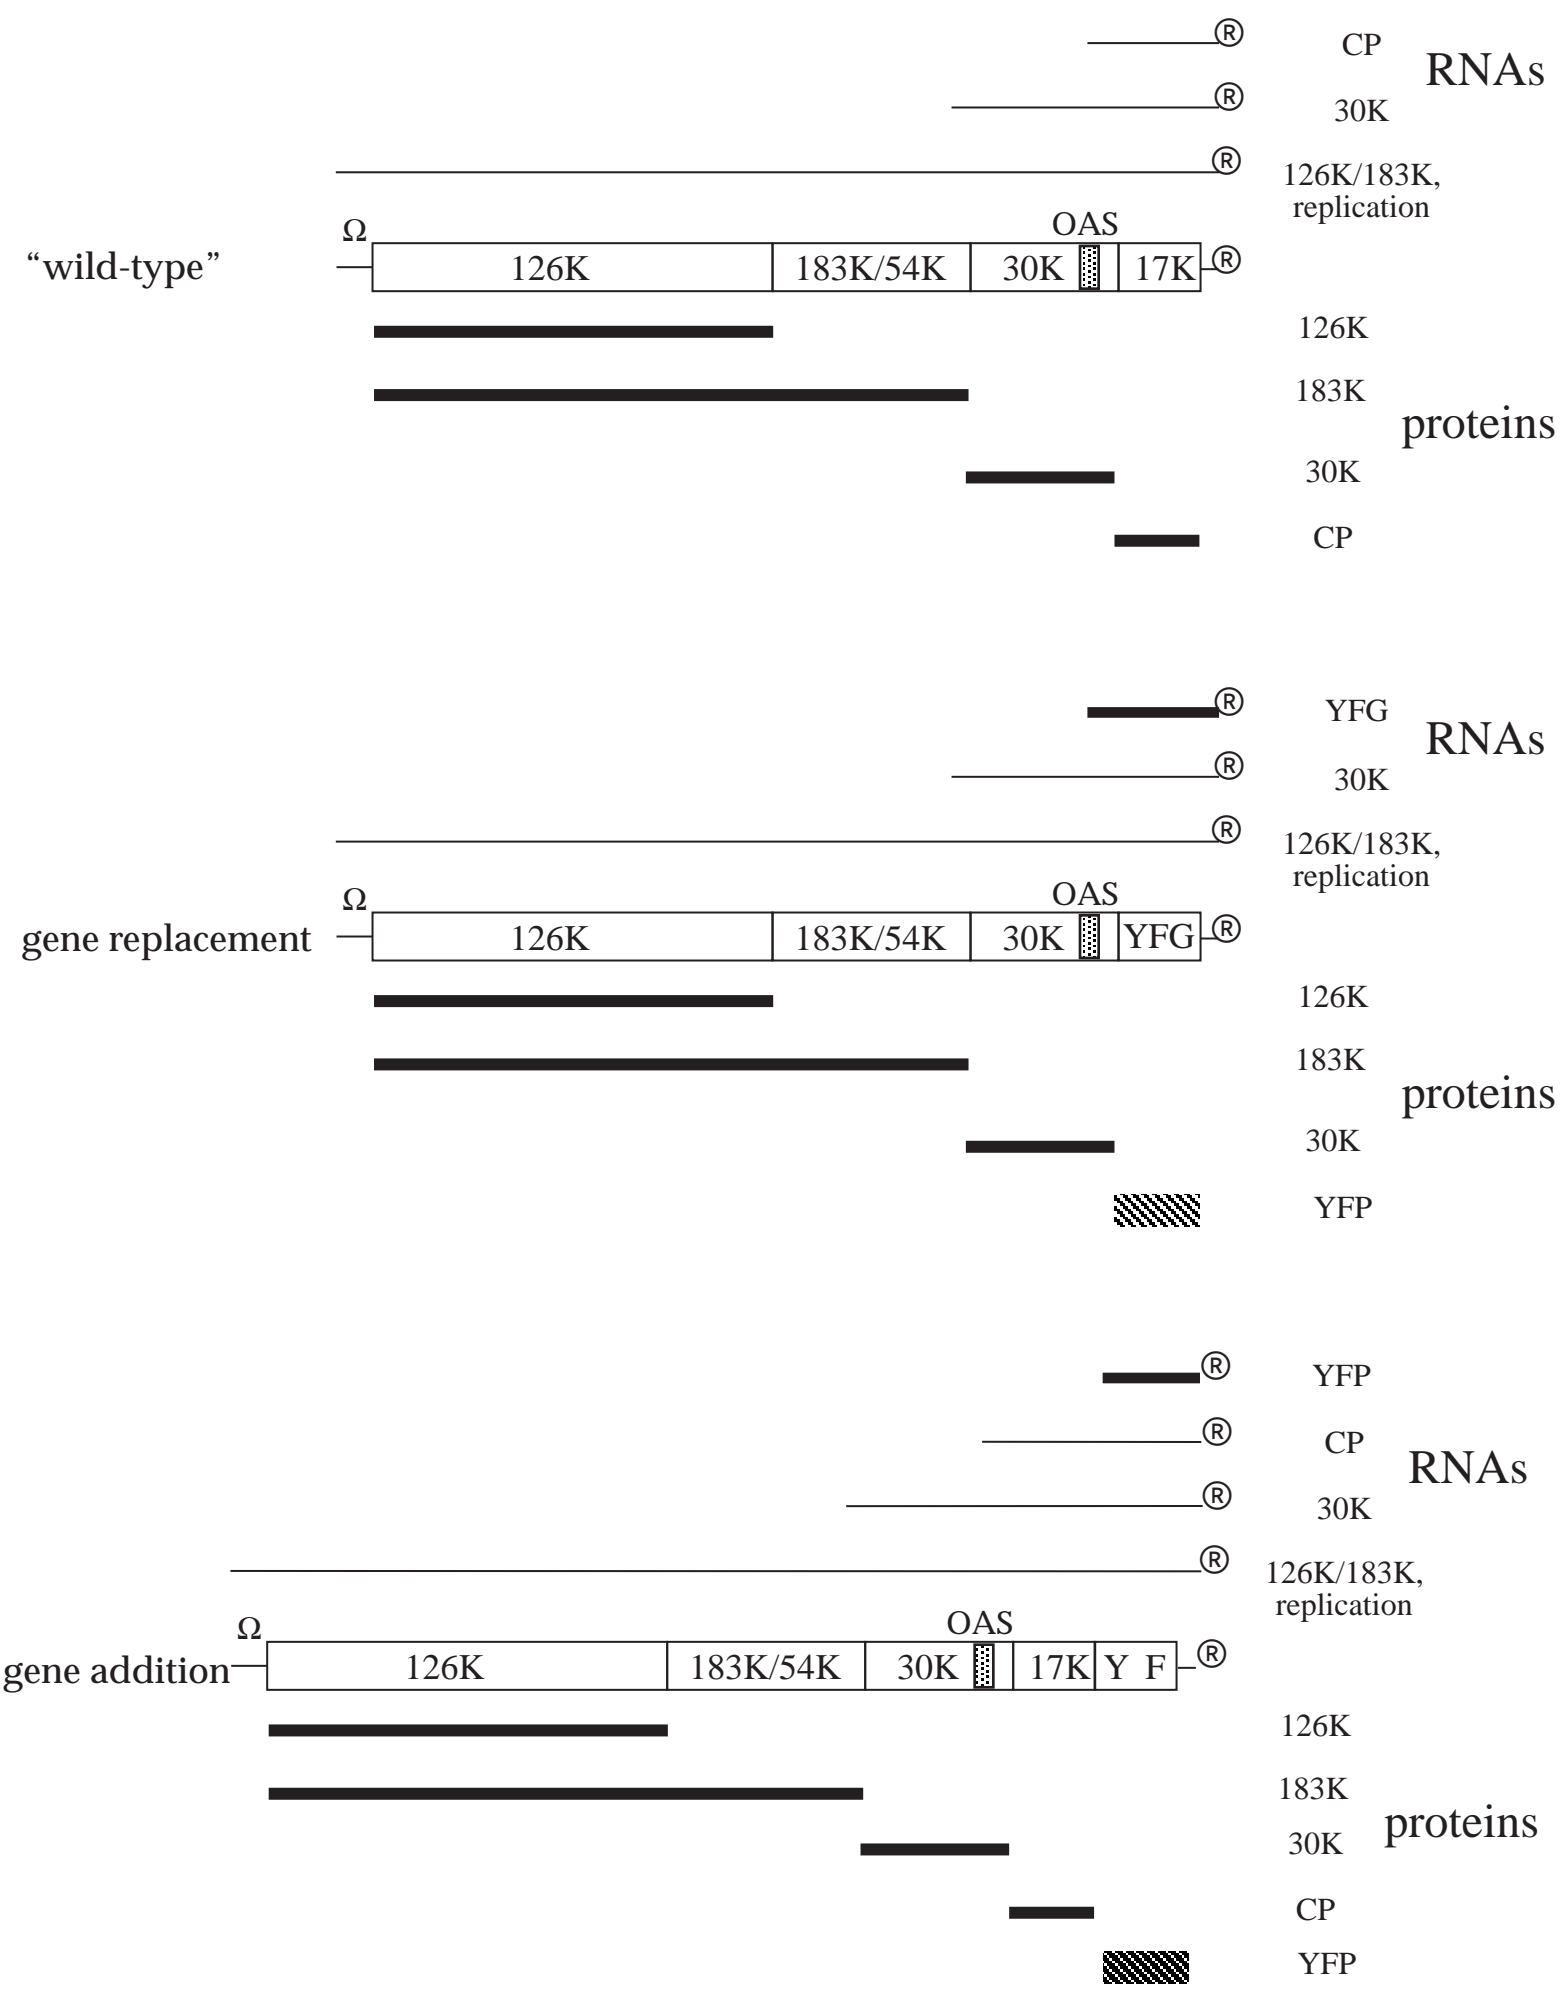 ® CP
RNAs
® 30K
® 126K/183K,
replication
Ω OAS
“wild-type” 126K 183K/54K 30K 17K ®
126K
183K
proteins
30K
CP
® YFG
RNAs
® 30K
® 126K/183K,
replication
Ω OAS
gene replacement 126K 183K/54K 30K YFG ®
126K
183K
proteins
30K
YFP
® YFP
® CP
RNAs
® 30K
® 126K/183K,
replication
Ω OAS
gene addition 126K 183K/54K 30K 17K Y F ®
126K
183K
proteins
30K
CP
YFP